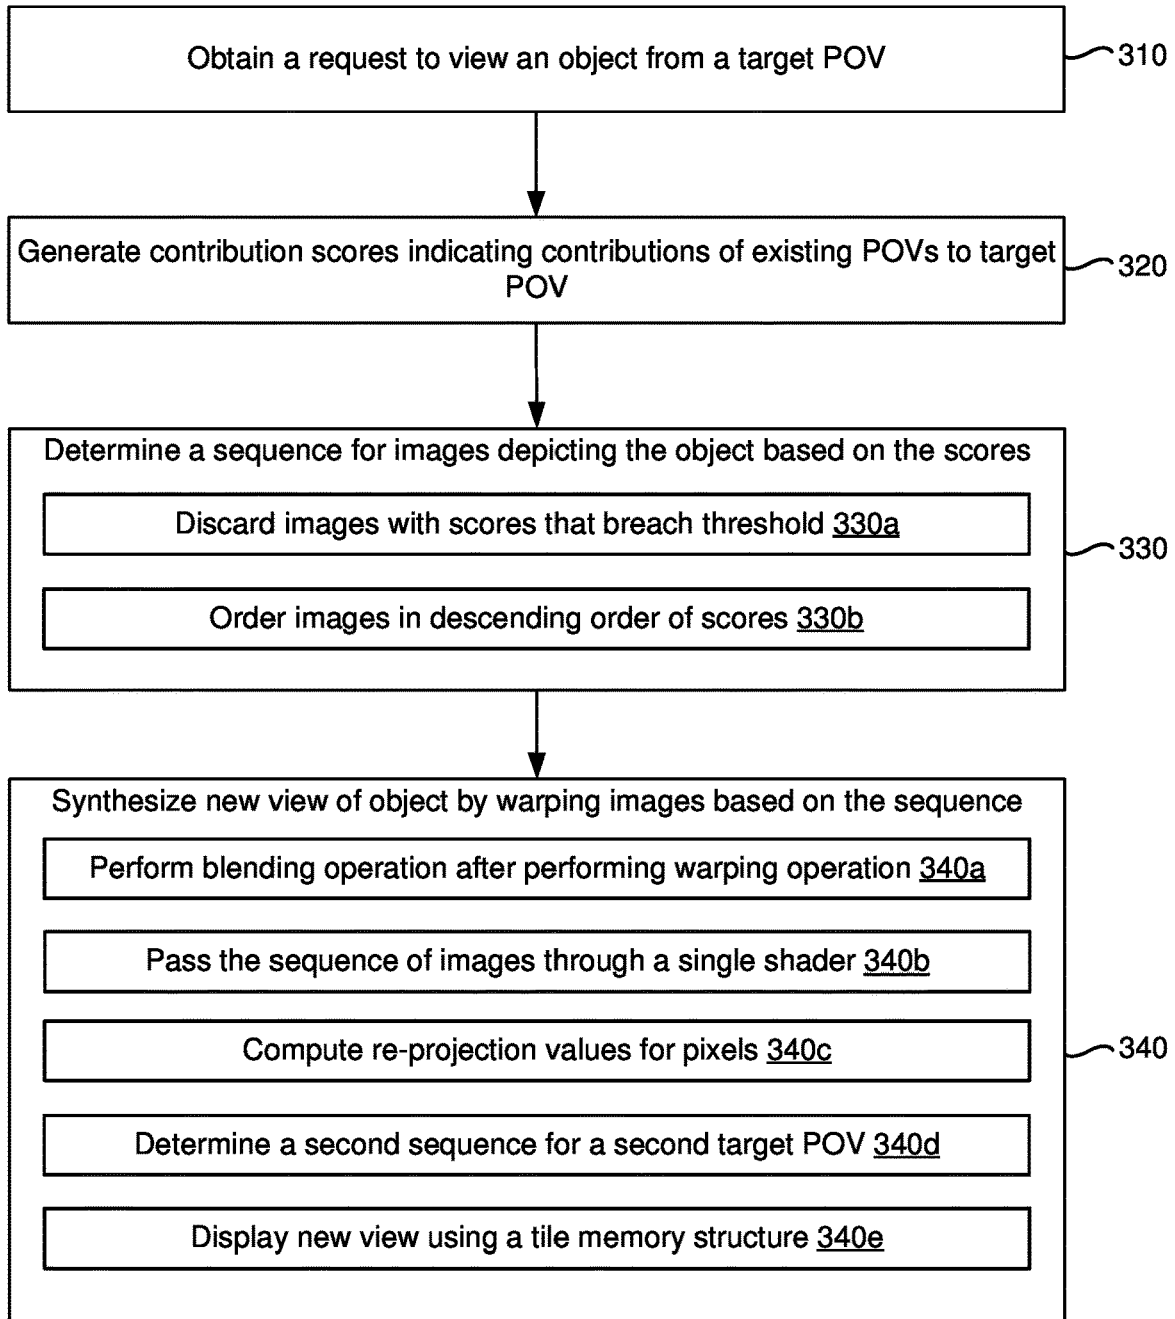 Obtain a request to view an object from a target POV
310
Generate contribution scores indicating contributions of existing POVs to target
POV
320
Determine a sequence for images depicting the object based on the scores
Discard images with scores that breach threshold 330a
330
Order images in descending order of scores 330b
Synthesize new view of object by warping images based on the sequence
Perform blending operation after performing warping operation 340a
Pass the sequence of images through a single shader 340b
Compute re-projection values for pixels 340c
340
Determine a second sequence for a second target POV 340d
Display new view using a tile memory structure 340e